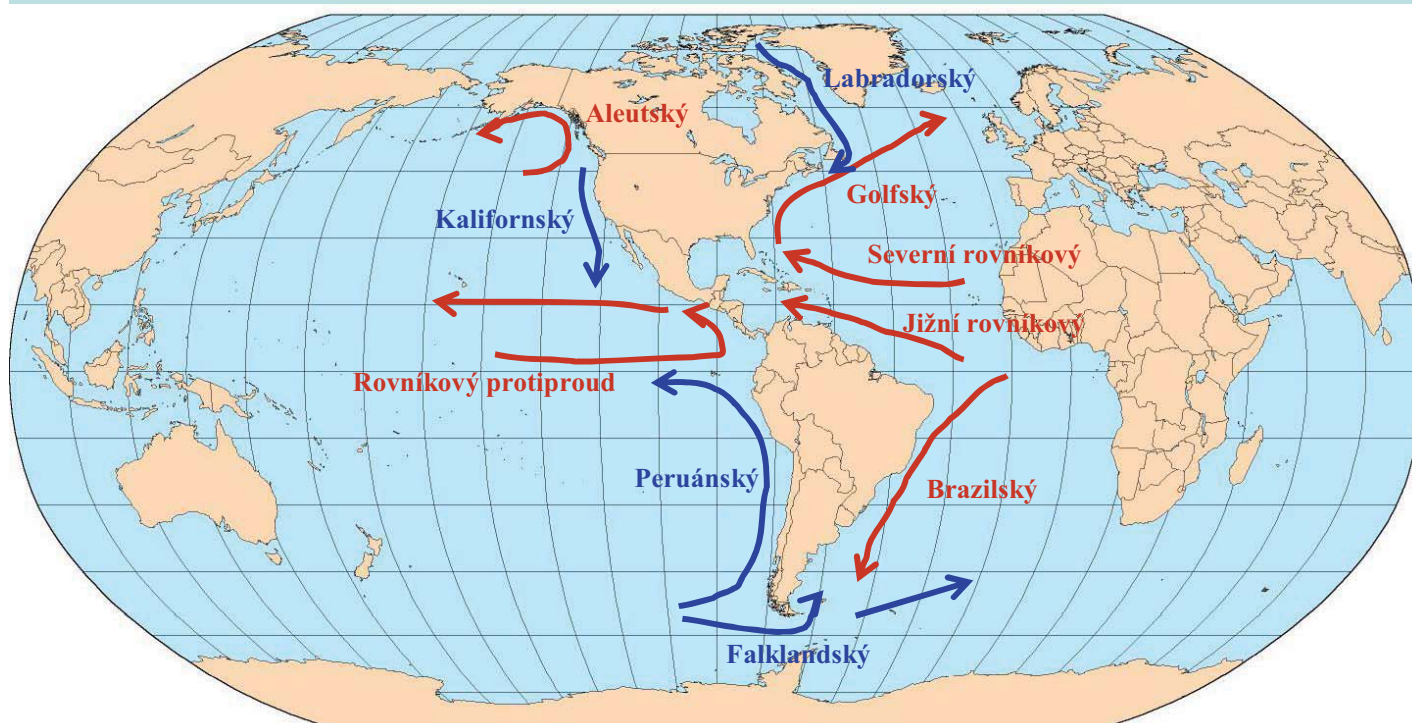 Labradorský
Aleutský
Golfský
Kalifornský
Severní rovníkový
Jižní rovníkový
Rovníkový protiproud
Peruánský
Brazilský
Falklandský